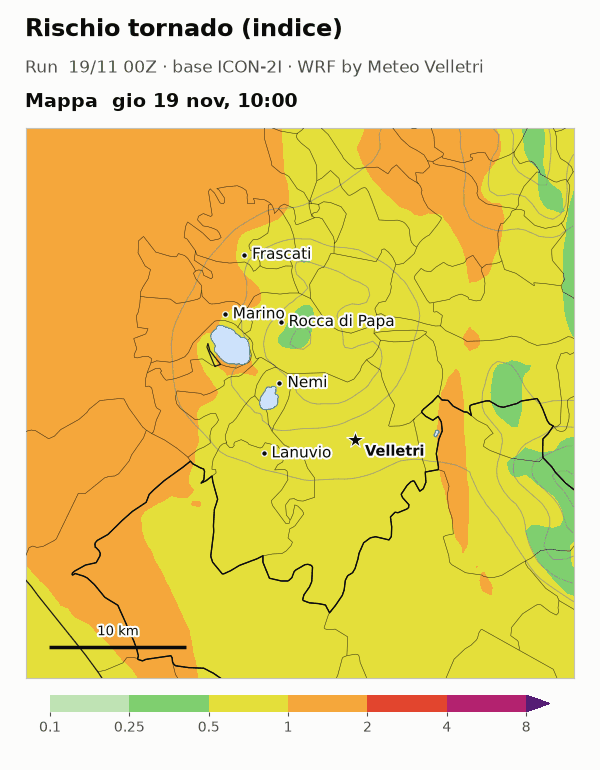 Rischio tornado (indice)
Run  19/11 00Z · base ICON-2I · WRF by Meteo Velletri
Mappa  gio 19 nov, 10:00
Frascati
Marino
Rocca di Papa
Nemi
Velletri
Lanuvio
10 km
0.1 0.25 0.5 1 2 4 8